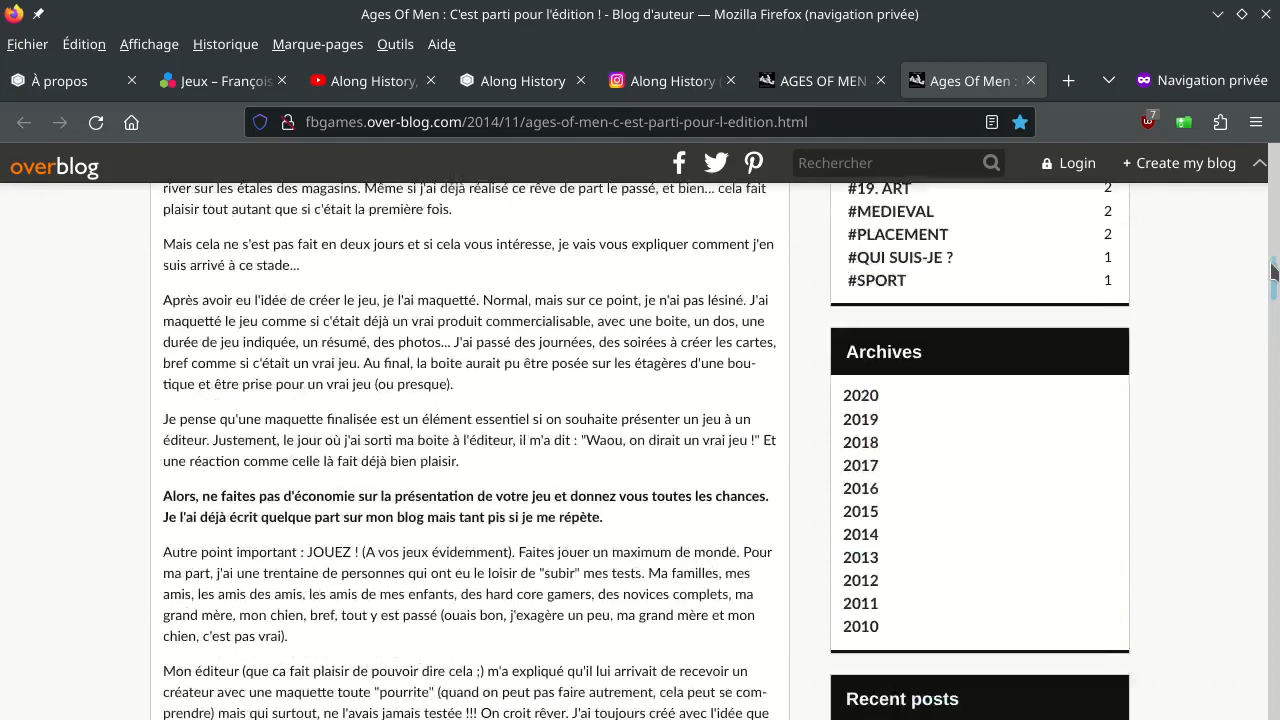 Ages Of Men : C'est parti pour l'édition ! - Blog d'auteur — Mozilla Firefox (navigation privée)
Fichier Édition Affichage Historique Marque-pages Outils Aide
À propos Jeux – François Along History, Along History Along History ( AGES OF MEN Ages Of Men : Navigation privée
fbgames.over-blog.com/2014/11/ages-of-men-c-est-parti-pour-l-edition.html 7
overblog Rechercher Login + Create my blog
river sur les étales des magasins. Même si j'ai déjà réalisé ce rêve de part le passé, et bien... cela fait
plaisir tout autant que si c'était la première fois.
Mais cela ne s'est pas fait en deux jours et si cela vous intéresse, je vais vous expliquer comment j'en
suis arrivé à ce stade...
Après avoir eu l'idée de créer le jeu, je l'ai maquetté. Normal, mais sur ce point, je n'ai pas lésiné. J'ai
maquetté le jeu comme si c'était déjà un vrai produit commercialisable, avec une boite, un dos, une
durée de jeu indiquée, un résumé, des photos... J'ai passé des journées, des soirées à créer les cartes,
bref comme si c'était un vrai jeu. Au final, la boite aurait pu être posée sur les étagères d'une bou-
tique et être prise pour un vrai jeu (ou presque).
Je pense qu'une maquette finalisée est un élément essentiel si on souhaite présenter un jeu à un
éditeur. Justement, le jour où j'ai sorti ma boite à l'éditeur, il m'a dit : "Waou, on dirait un vrai jeu !" Et
une réaction comme celle là fait déjà bien plaisir.
Alors, ne faites pas d'économie sur la présentation de votre jeu et donnez vous toutes les chances.
Je l'ai déjà écrit quelque part sur mon blog mais tant pis si je me répète.
Autre point important : JOUEZ ! (A vos jeux évidemment). Faites jouer un maximum de monde. Pour
ma part, j'ai une trentaine de personnes qui ont eu le loisir de "subir" mes tests. Ma familles, mes
amis, les amis des amis, les amis de mes enfants, des hard core gamers, des novices complets, ma
grand mère, mon chien, bref, tout y est passé (ouais bon, j'exagère un peu, ma grand mère et mon
chien, c'est pas vrai).
Mon éditeur (que ca fait plaisir de pouvoir dire cela ;) m'a expliqué qu'il lui arrivait de recevoir un
créateur avec une maquette toute "pourrite" (quand on peut pas faire autrement, cela peut se com-
prendre) mais qui surtout, ne l'avais jamais testée !!! On croit rêver. J'ai toujours créé avec l'idée que
#19. ART 2
#MEDIEVAL 2
#PLACEMENT 2
#QUI SUIS-JE ? 1
#SPORT 1
Archives
2020
2019
2018
2017
2016
2015
2014
2013
2012
2011
2010
Recent posts